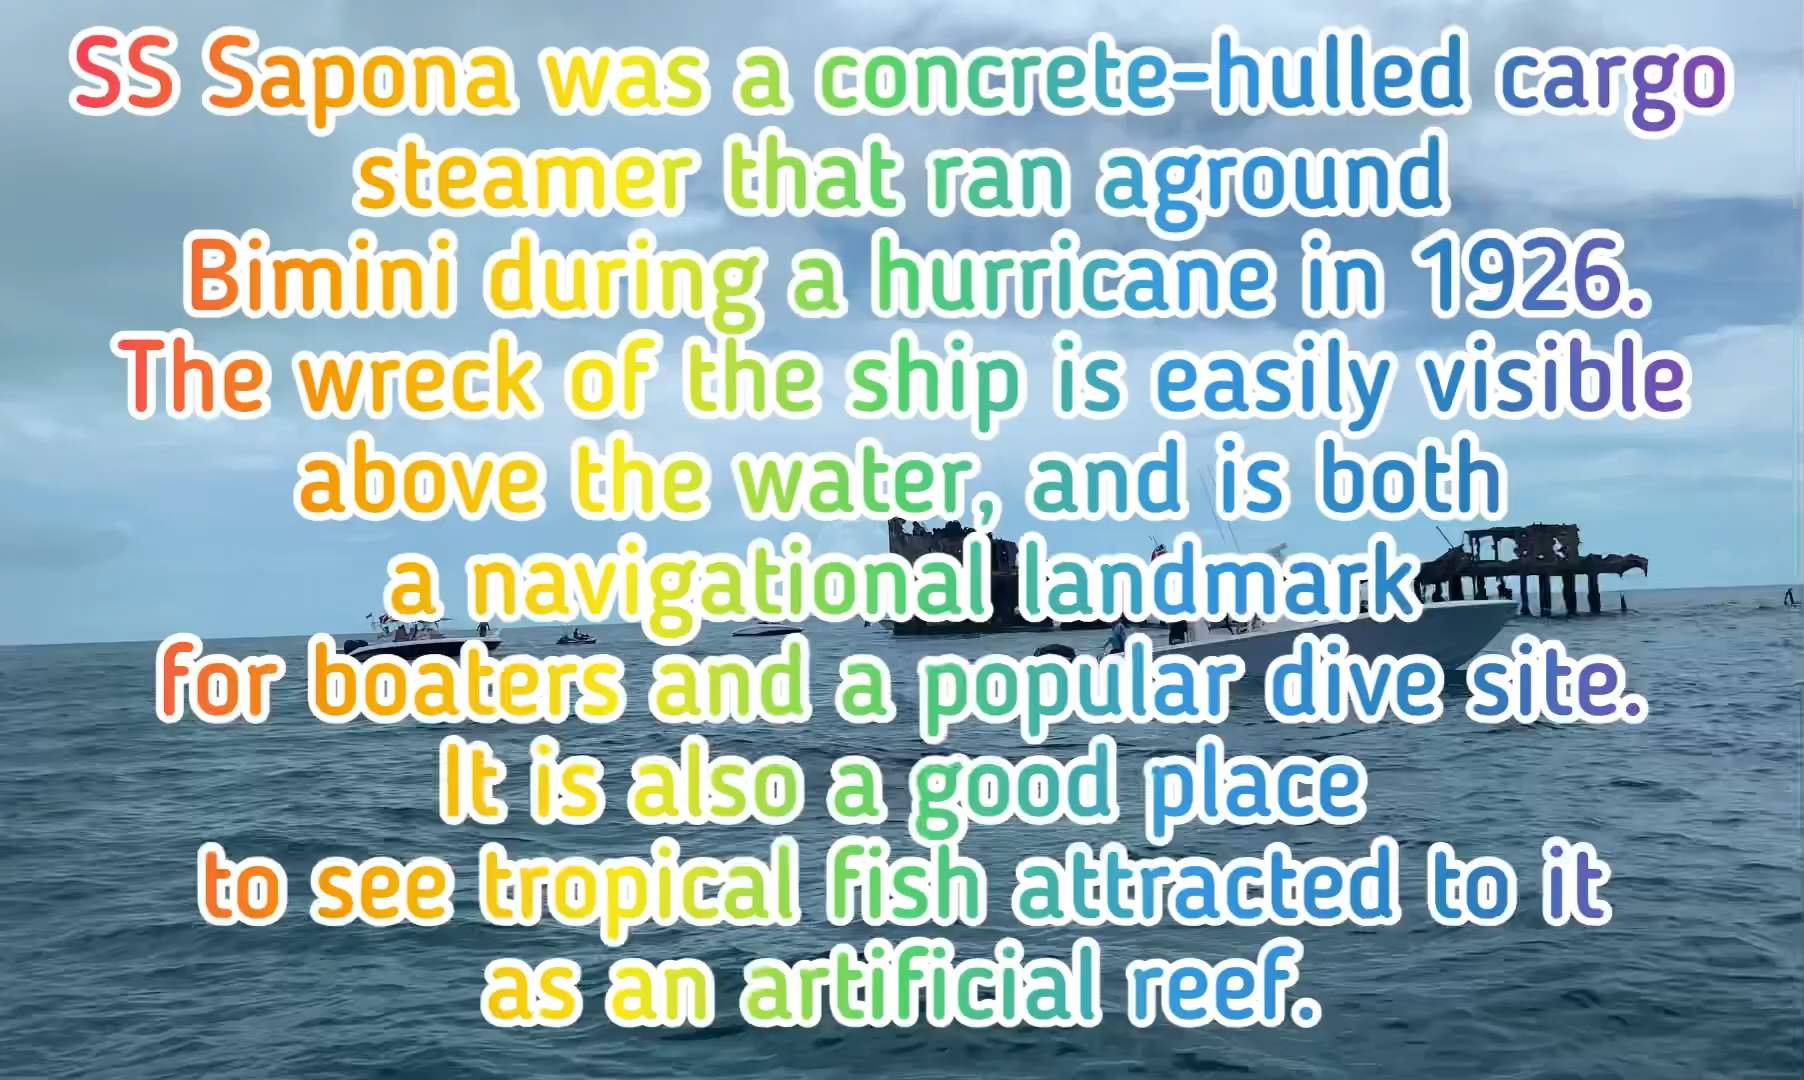 SS Sapona was a concrete-hulled cargo
steamer that ran aground
Bimini during a hurricane in 1926.
The wreck of the ship is easily visible
above the water, and is both
a navigational landmark
for boaters and a popular dive site.
It is also a good place
to see tropical fish attracted to it
as an artificial reef.